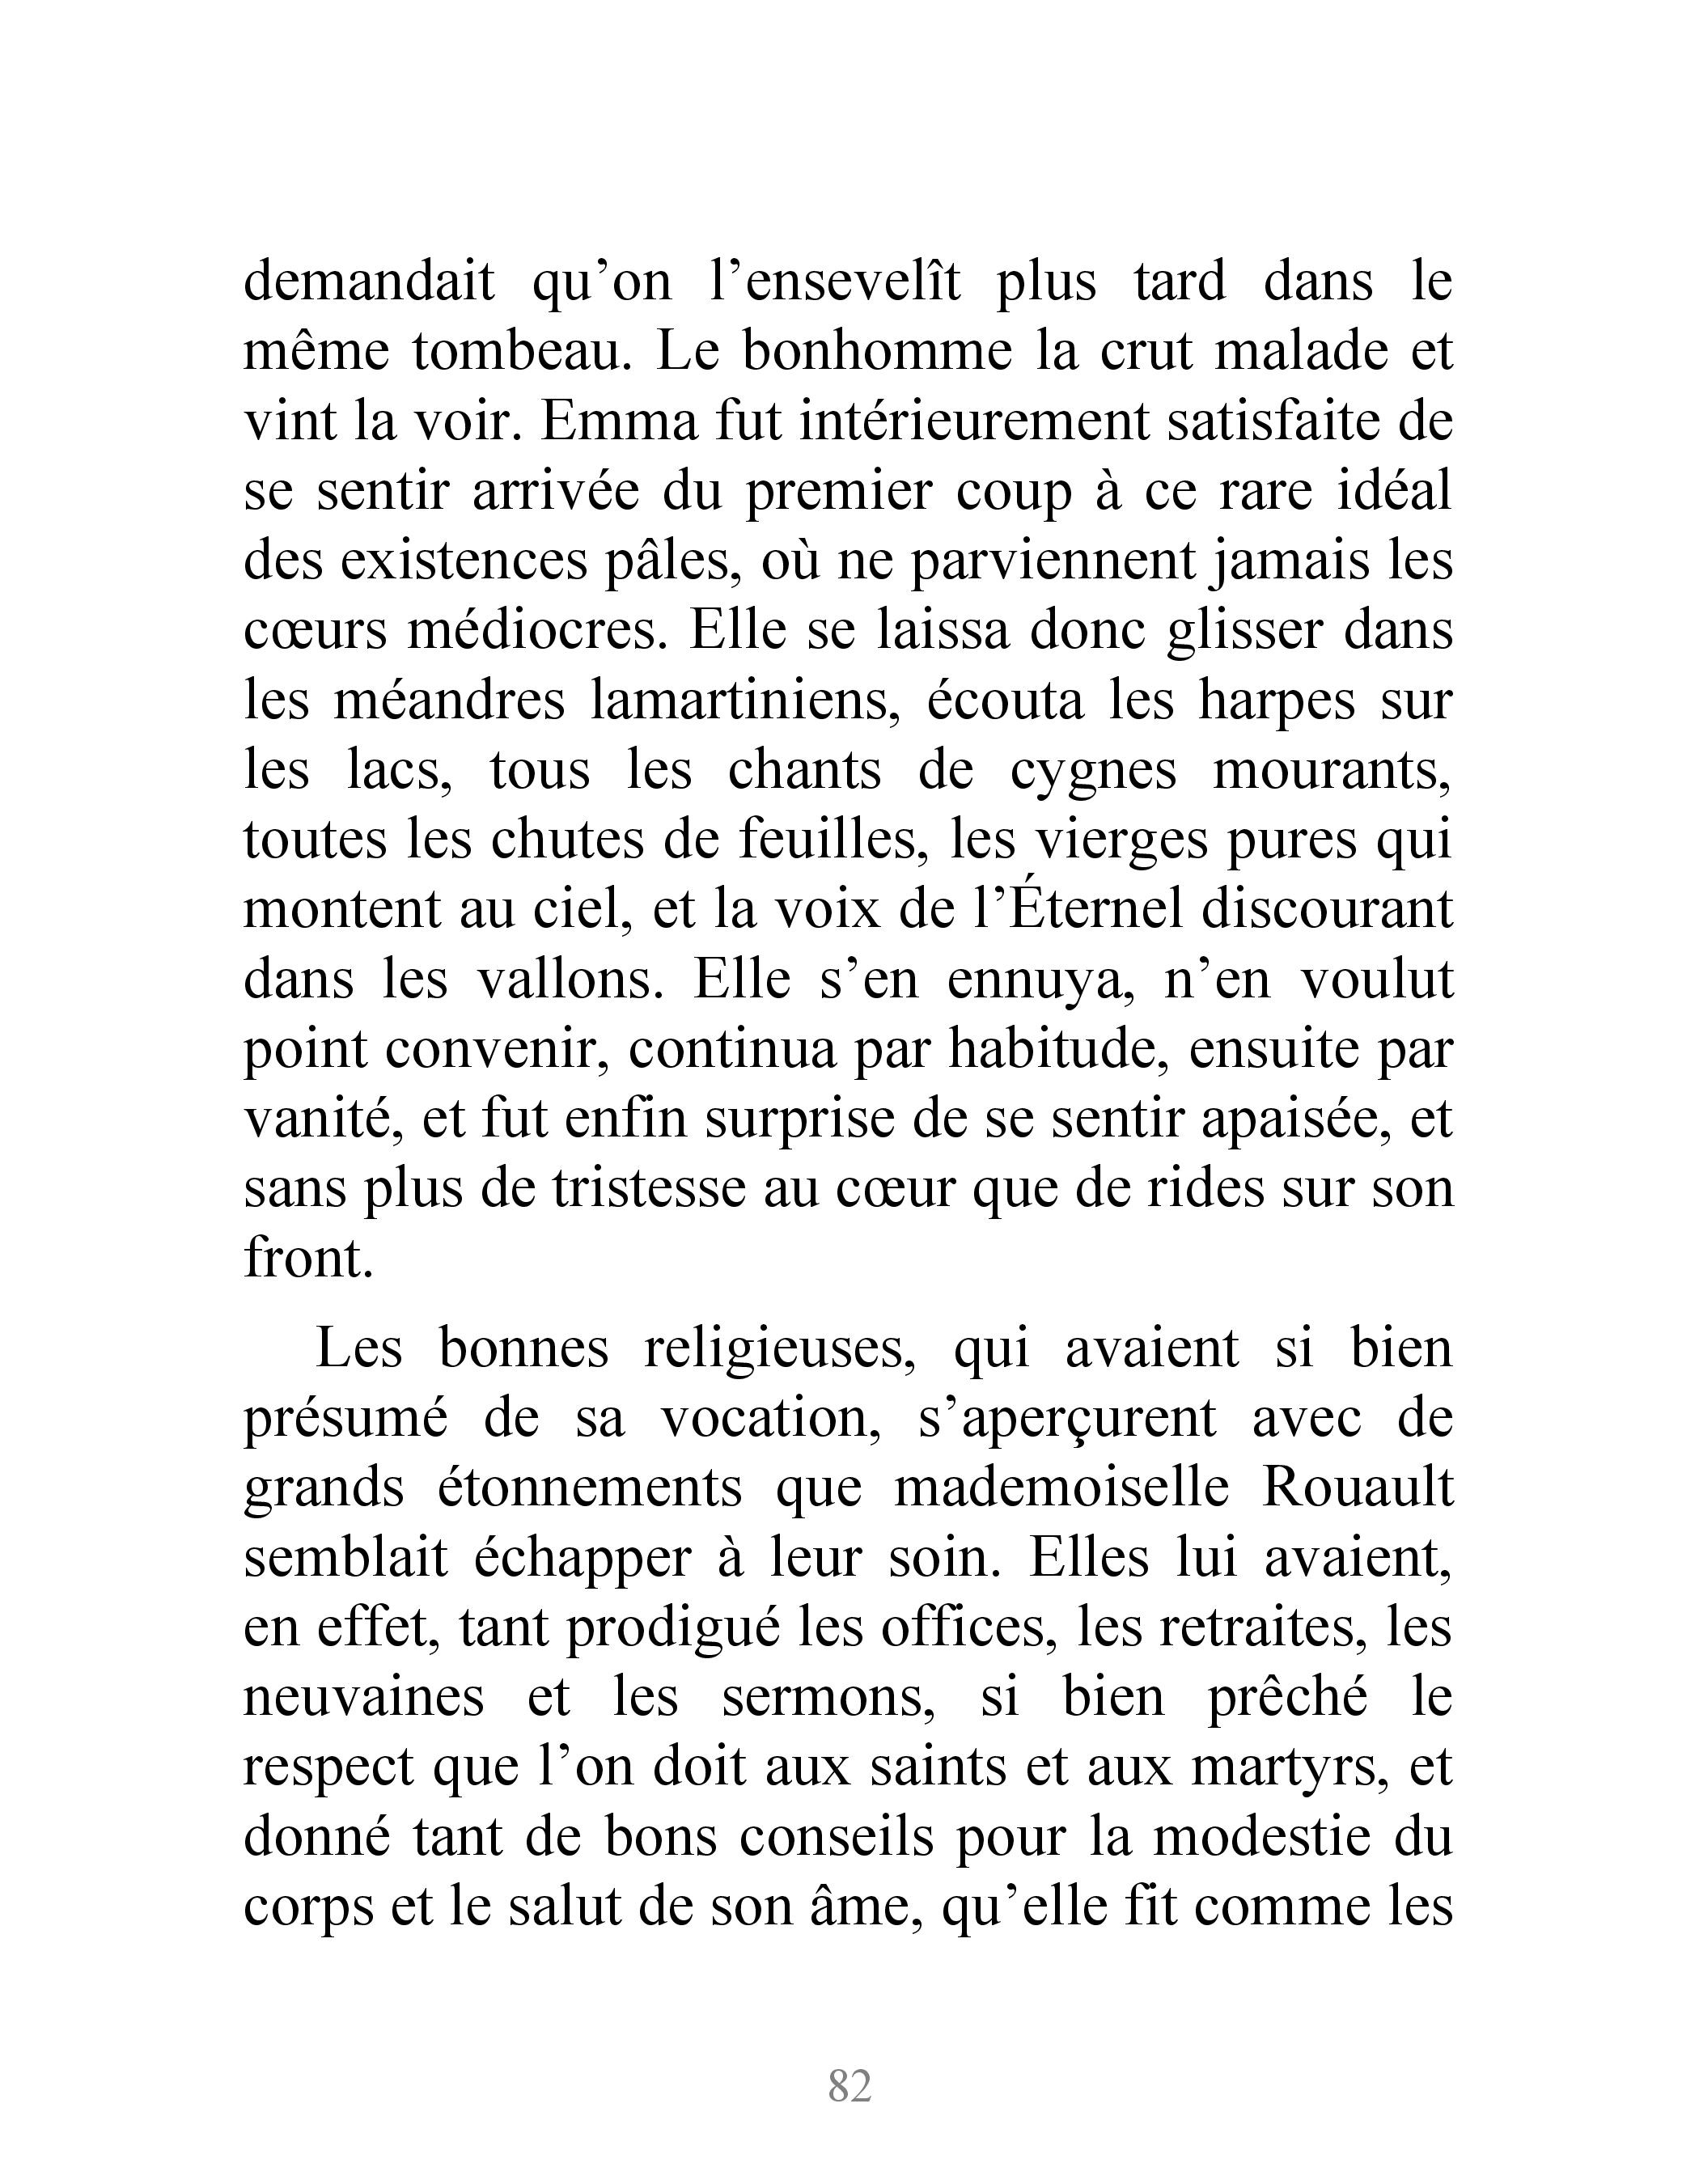 demandait qu’on l’ensevelît plus tard dans le
même tombeau. Le bonhomme la crut malade et
vint la voir. Emma fut intérieurement satisfaite de
se sentir arrivée du premier coup à ce rare idéal
des existences pâles, où ne parviennent jamais les
cœurs médiocres. Elle se laissa donc glisser dans
les méandres lamartiniens, écouta les harpes sur
les lacs, tous les chants de cygnes mourants,
toutes les chutes de feuilles, les vierges pures qui
montent au ciel, et la voix de l’Éternel discourant
dans les vallons. Elle s’en ennuya, n’en voulut
point convenir, continua par habitude, ensuite par
vanité, et fut enfin surprise de se sentir apaisée, et
sans plus de tristesse au cœur que de rides sur son
front.
Les bonnes religieuses, qui avaient si bien
présumé de sa vocation, s’aperçurent avec de
grands étonnements que mademoiselle Rouault
semblait échapper à leur soin. Elles lui avaient,
en effet, tant prodigué les offices, les retraites, les
neuvaines et les sermons, si bien prêché le
respect que l’on doit aux saints et aux martyrs, et
donné tant de bons conseils pour la modestie du
corps et le salut de son âme, qu’elle fit comme les
82